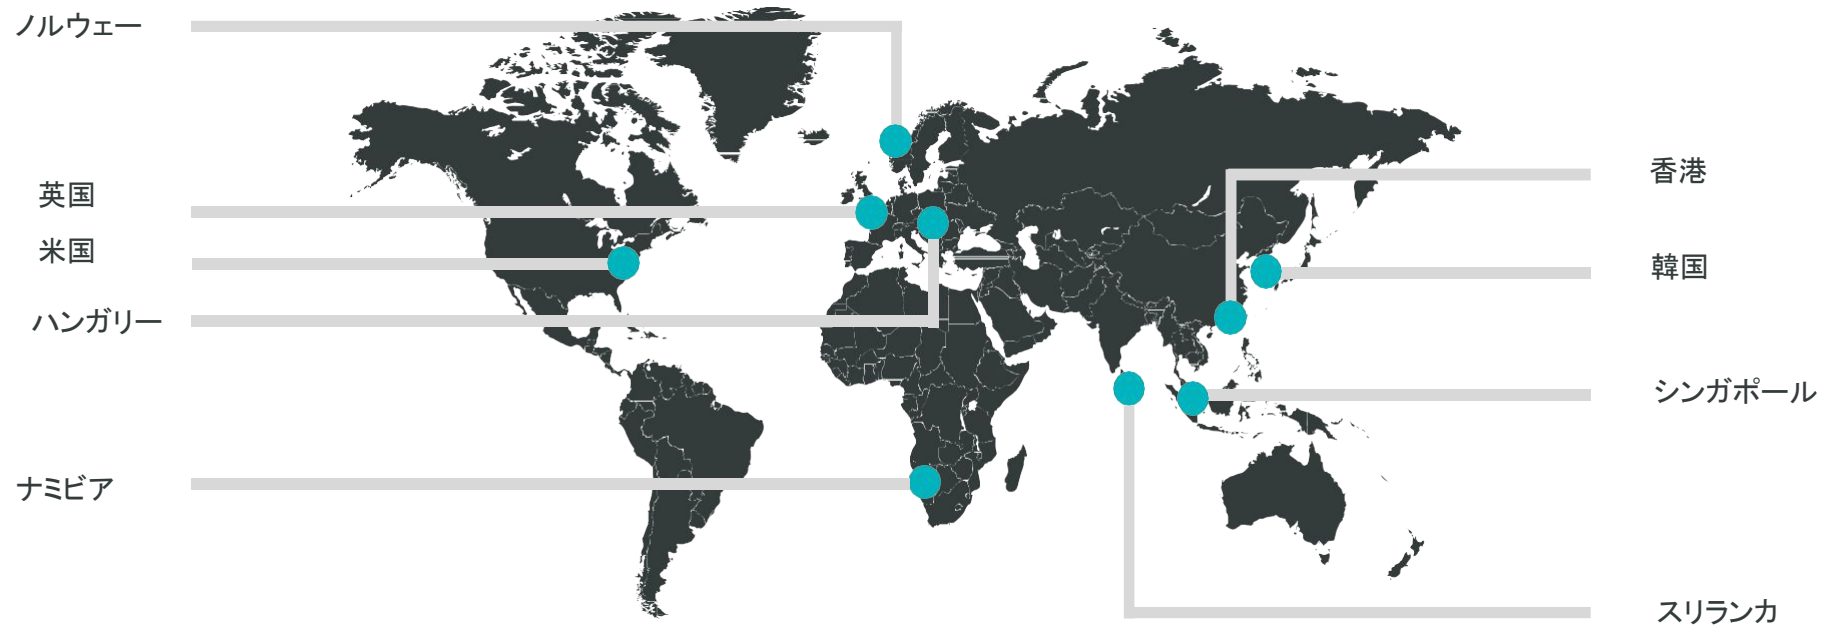 ノルウェー
英国
米国
ハンガリー
ナミビア
香港
韓国
シンガポール
スリランカ